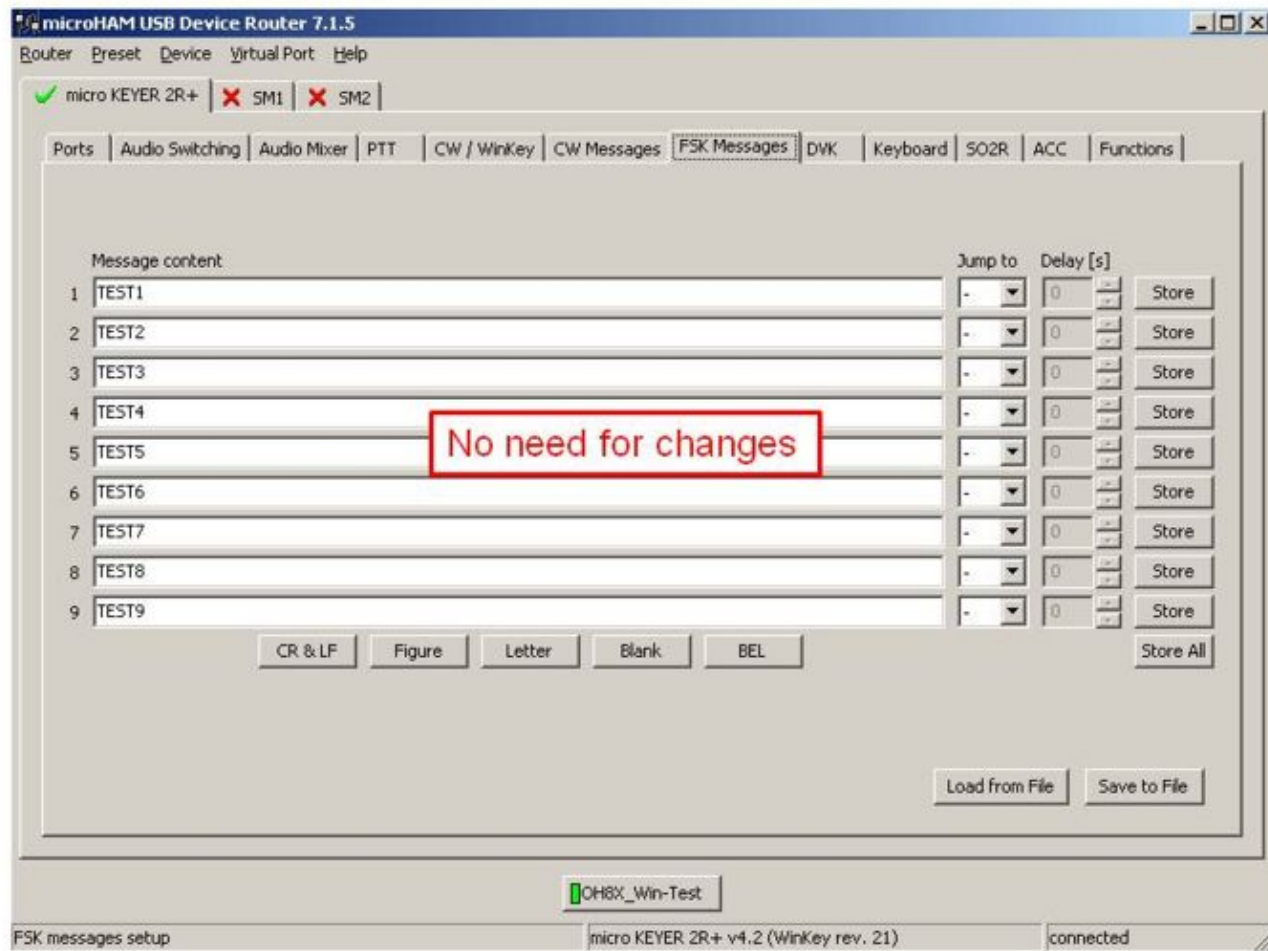 microHAM USB Device Router 7.1.5
Router Preset Device Virtual Port Help
micro KEYER 2R+ SM1 SM2
Ports Audio Switching Audio Mixer PTT CW / WinKey CW Messages FSK Messages DVK Keyboard SO2R ACC Functions
Message content Jump to Delay [s]
1 TEST1 - 0 Store
2 TEST2 - 0 Store
3 TEST3 - 0 Store
4 TEST4 - 0 Store
No need for changes
5 TEST5 - 0 Store
6 TEST6 - 0 Store
7 TEST7 - 0 Store
8 TEST8 - 0 Store
9 TEST9 - 0 Store
CR & LF Figure Letter Blank BEL Store All
Load from File Save to File
OH8X_Win-Test
FSK messages setup micro KEYER 2R+ v4.2 (WinKey rev. 21) connected